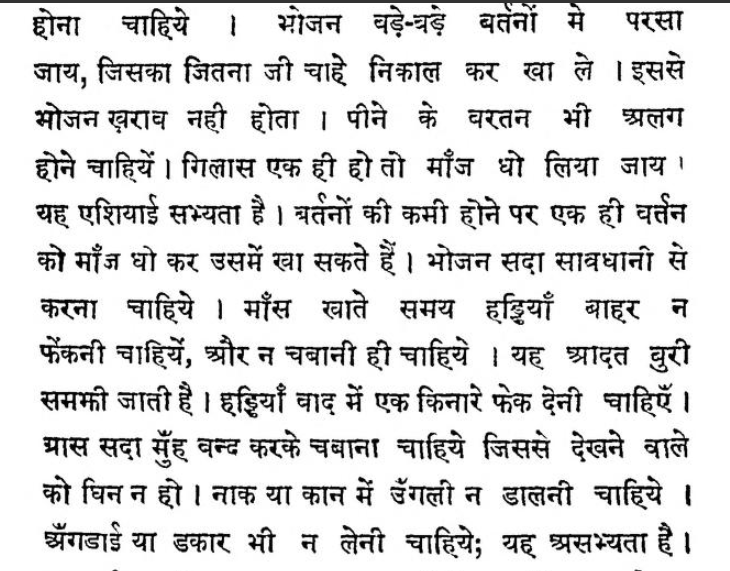 होना चाहिये । भोजन बड़े-बड़े बर्तनों मे परसा
जाय, जिसका जितना जी चाहे निकाल कर खा ले । इससे
भोजन ख़राब नही होता । पीने के बरतन भी अलग
होने चाहियें । गिलास एक ही हो तो माँज धो लिया जाय ।
यह एशियाई सभ्यता है । बर्तनों की कमी होने पर एक ही बर्तन
को माँज धो कर उसमें खा सकते हैं । भोजन सदा सावधानी से
करना चाहिये । माँस खाते समय हड्डियाँ बाहर न
फेंकनी चाहियें, और न चबानी ही चाहिये । यह आदत बुरी
समझी जाती है । हड्डियाँ बाद में एक किनारे फेक देनी चाहिएँ ।
ग्रास सदा मुँह बन्द करके चबाना चाहिये जिससे देखने वाले
को घिन न हो । नाक या कान में उँगली न डालनी चाहिये ।
अँगडाई या डकार भी न लेनी चाहिये; यह असभ्यता है ।